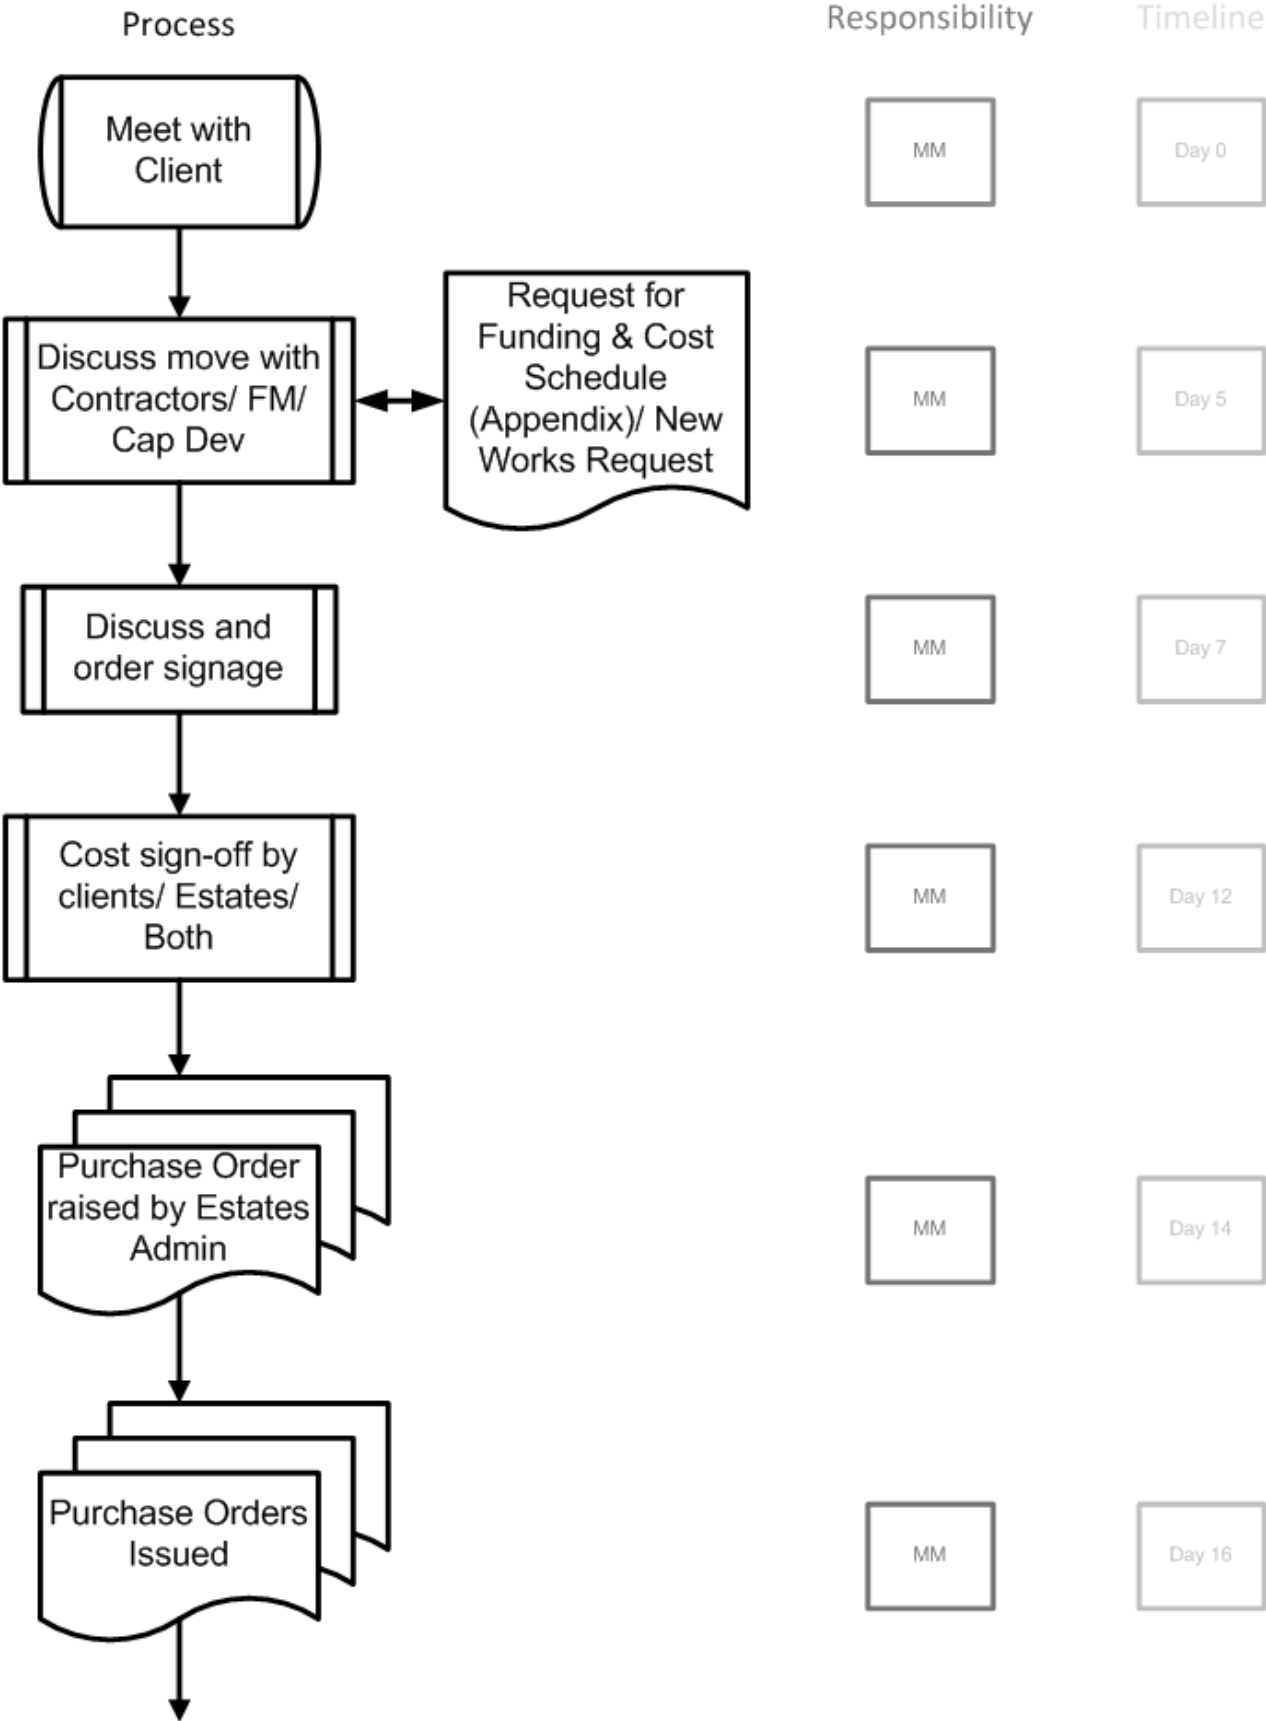 Process
Responsibility
Timeline
Meet with
Client
MM
Day 0
Discuss move with
Contractors/ FM/
Cap Dev
Request for
Funding & Cost
Schedule
(Appendix)/ New
Works Request
MM
Day 5
Discuss and
order signage
MM
Day 7
Cost sign-off by
clients/ Estates/
Both
MM
Day 12
Purchase Order
raised by Estates
Admin
MM
Day 14
Purchase Orders
Issued
MM
Day 16